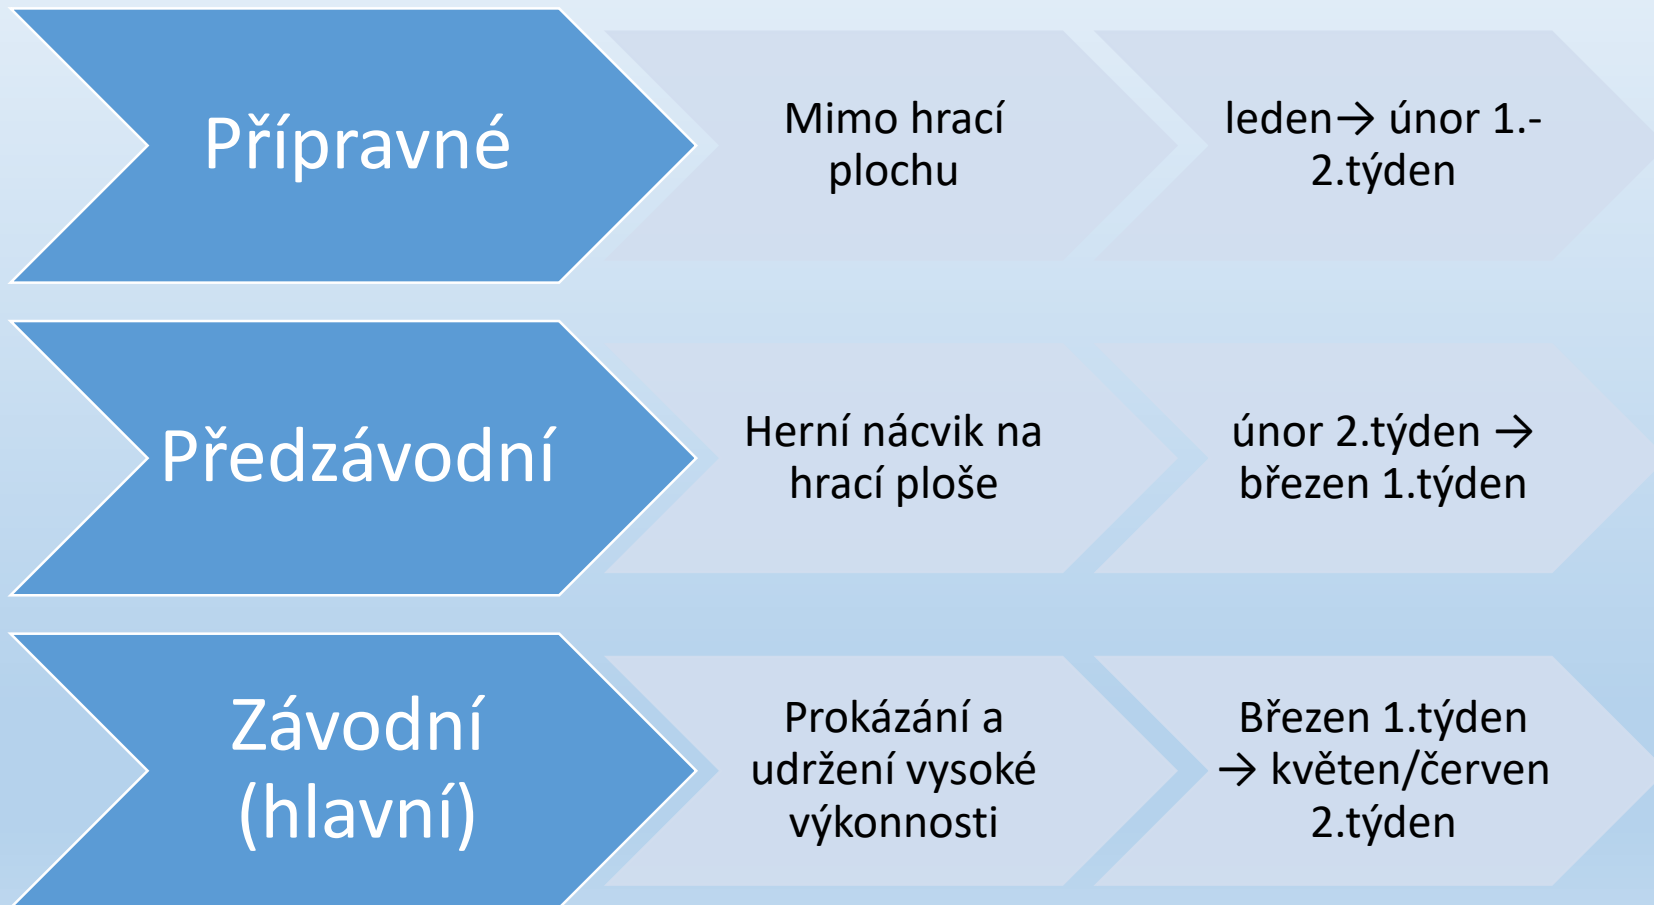 Přípravné
Mimo hrací
plochu
leden→ únor 1.-
2.týden
Předzávodní
Herní nácvik na
hrací ploše
únor 2.týden →
březen 1.týden
Závodní
(hlavní)
Prokázání a
udržení vysoké
výkonnosti
Březen 1.týden
→ květen/červen
2.týden